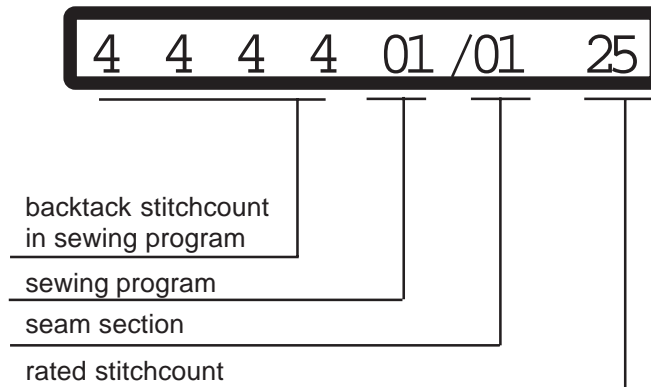 4 4 4 4 01 /01 25
backtack stitchcount
in sewing program
sewing program
seam section
rated stitchcount